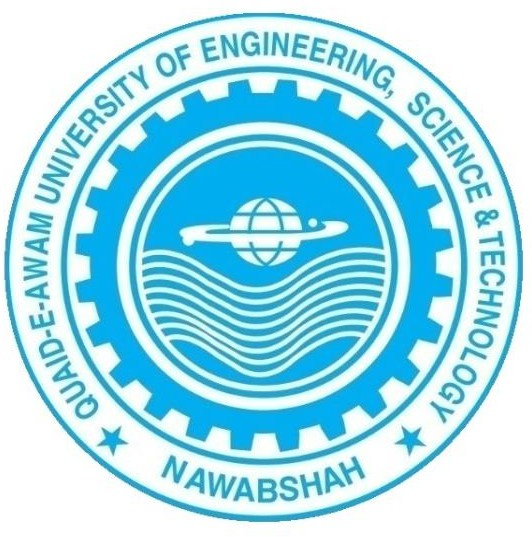 QUAID-E-AWAM UNIVERSITY OF ENGINEERING, SCIENCE & TECHNOLOGY
NAWABSHAH